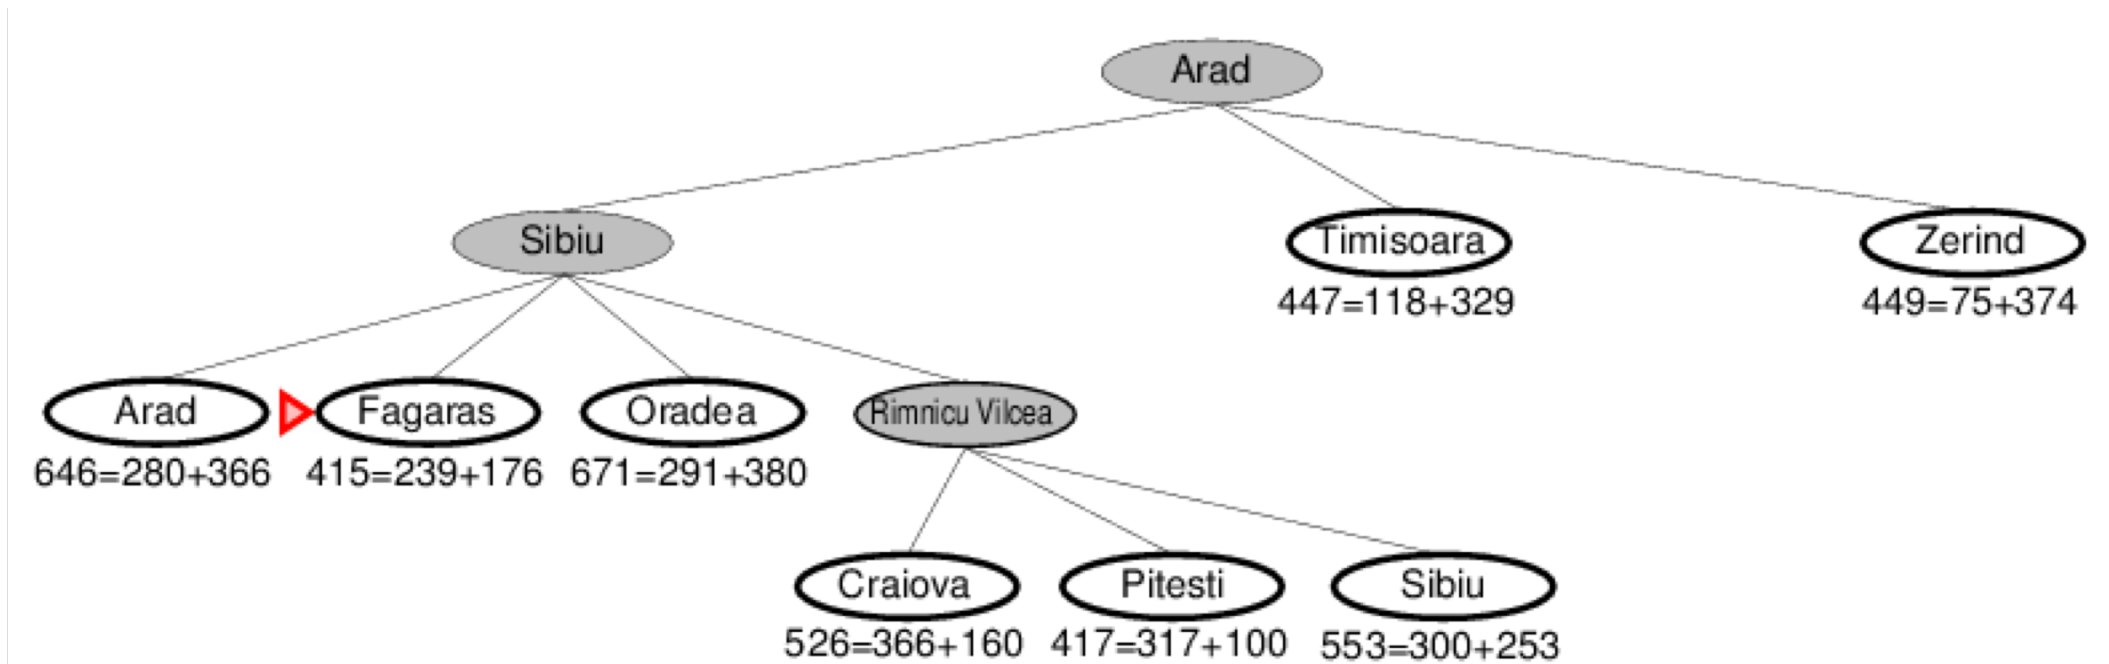 Arad
Sibiu
Timisoara
Zerind
447=118+329
449=75+374
Arad
Fagaras
Oradea
Rimnicu Vilcea
646=280+366
415=239+176
671=291+380
Craiova
Pitesti
Sibiu
526=366+160
417=317+100
553=300+253